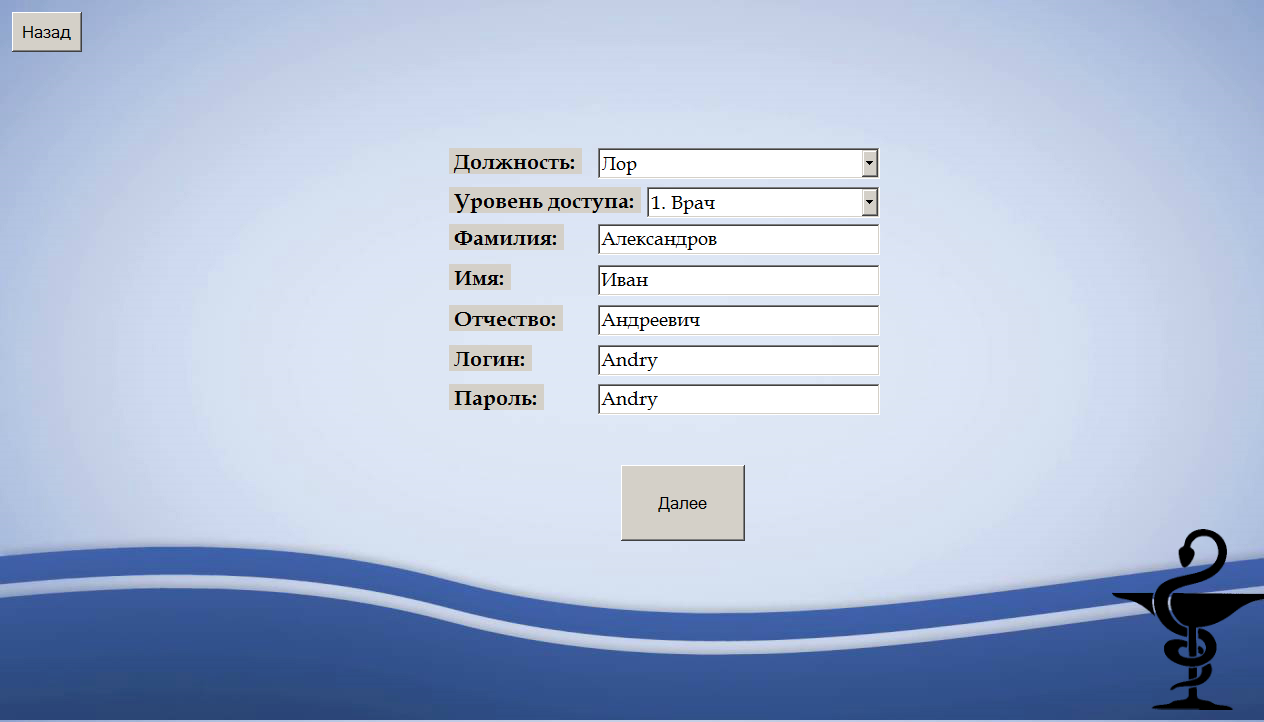 Назад
Должность: Лор
Уровень доступа: 1. Врач
Фамилия: Александров
Имя: Иван
Отчество: Андреевич
Логин: Andry
Пароль: Andry
Далее